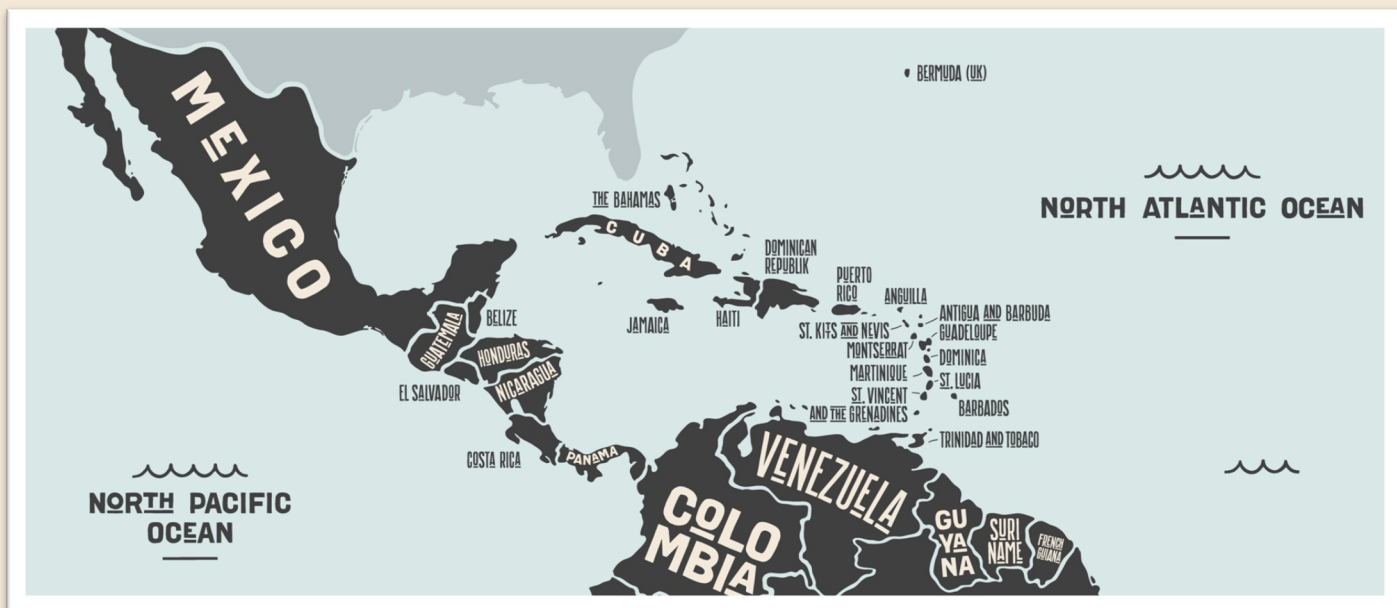 BERMUDA (UK)
MEXICO
THE BAHAMAS
NORTH ATLANTIC OCEAN
CUBA
DOMINICAN
REPUBLIK
PUERTO
RICO
ANGUILLA
JAMAICA
HAITI
BELIZE
ANTIGUA AND BARBUDA
ST. KITS AND NEVIS
GUADELOUPE
GUATEMALA
HONDURAS
MONTSERRAT
DOMINICA
MARTINIQUE
ST. LUCIA
EL SALVADOR
NICARAGUA
ST. VINCENT
AND THE GRENADINES
BARBADOS
TRINIDAD AND TOBACO
COSTA RICA
PANAMA
VENEZUELA
NORTH PACIFIC
OCEAN
COLO
MBIA
GU
YA
NA
SURI
NAME
FRENCH
GUIANA